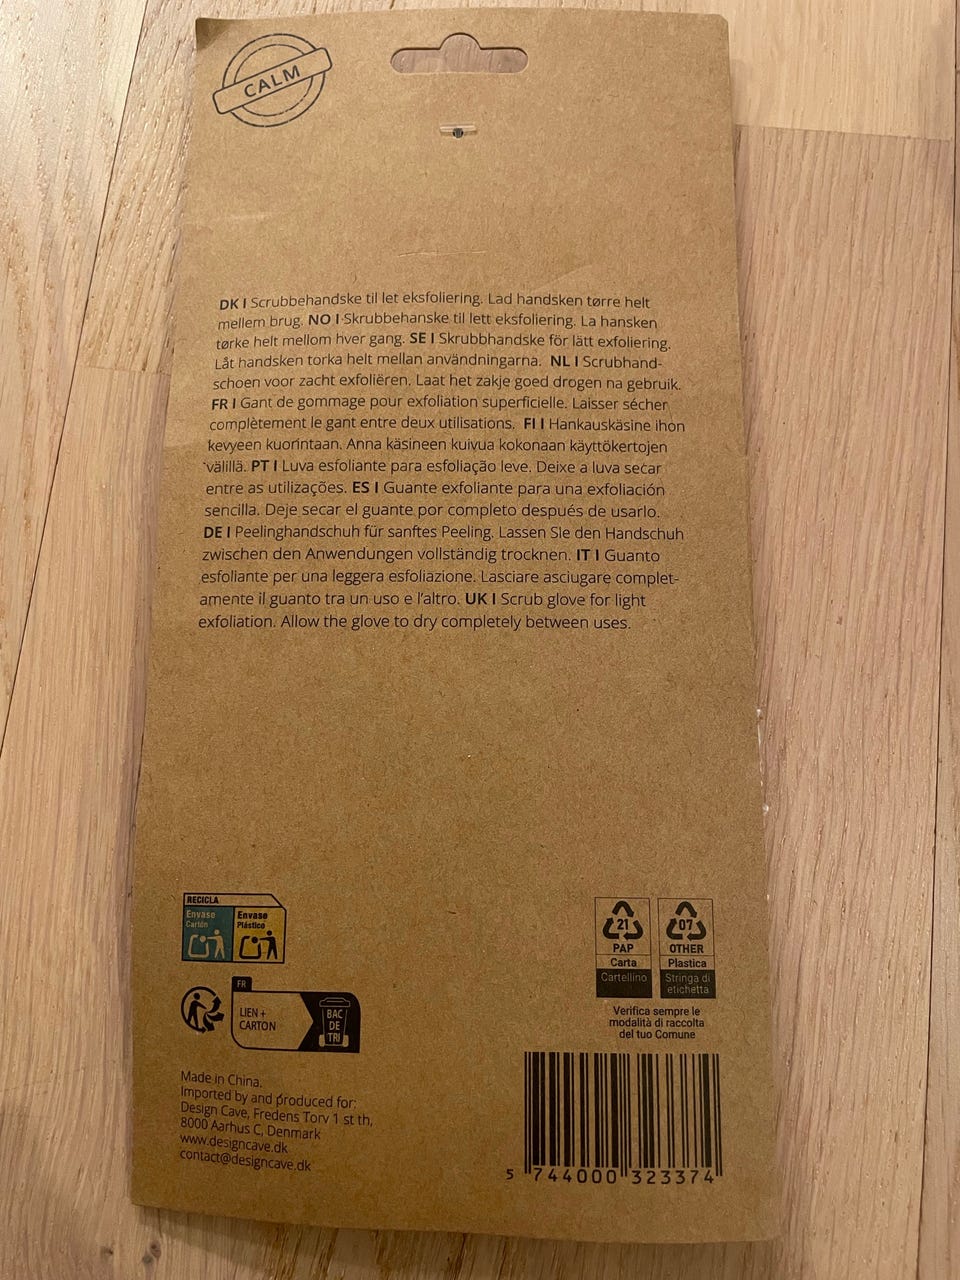 CALM
DK I Scrubbehandske til let eksfoliering. Lad handsken tørre helt
mellem brug. NO I Skrubbehanske til lett eksfoliering. La hansken
tørke helt mellom hver gang. SE I Skrubbhandske för lätt exfoliering.
Låt handsken torka helt mellan användningarna. NL I Scrubhand-
schoen voor zacht exfoliëren. Laat het zakje goed drogen na gebruik.
FR I Gant de gommage pour exfoliation superficielle. Laisser sécher
complètement le gant entre deux utilisations. FI I Hankauskäsine ihon
kevyeen kuorintaan. Anna käsineen kuivua kokonaan käyttökertojen
välillä. PT I Luva esfoliante para esfoliação leve. Deixe a luva secar
entre as utilizações. ES I Guante exfoliante para una exfoliación
sencilla. Deje secar el guante por completo después de usarlo.
DE I Peelinghandschuh für sanftes Peeling. Lassen Sie den Handschuh
zwischen den Anwendungen vollständig trocknen. IT I Guanto
esfoliante per una leggera esfoliazione. Lasciare asciugare complet-
amente il guanto tra un uso e l'altro. UK I Scrub glove for light
exfoliation. Allow the glove to dry completely between uses.
RECICLA
Envase Envase
Cartón Plástico
FR
LIEN +
CARTON
BAC
DE
TRI
21 07
PAP OTHER
Carta Plastica
Cartellino Stringa di
etichetta
Verifica sempre le
modalità di raccolta
del tuo Comune
Made in China.
Imported by and produced for:
Design Cave, Fredens Torv 1 st th,
8000 Aarhus C, Denmark
www.designcave.dk
contact@designcave.dk
5 744000 323374